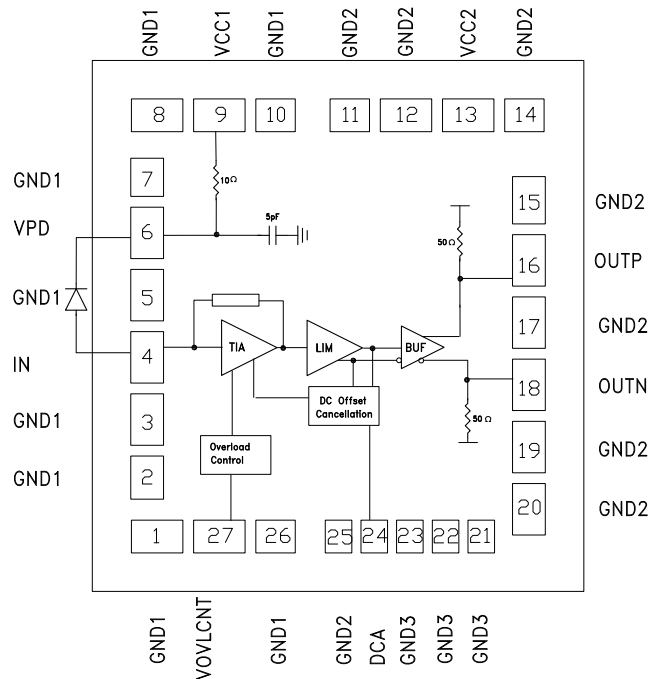 GND1 VCC1 GND1 GND2 GND2 VCC2 GND2
8 9 10 11 12 13 14
GND1 7
10Ω
15 GND2
VPD 6
5pF
50Ω
16 OUTP
GND1 5
17 GND2
IN 4
TIA LIM BUF
18 OUTN
DC Offset
Cancellation
GND1 3
50Ω
19 GND2
Overload
Control
GND1 2
20 GND2
1 27 26 25 24 23 22 21
GND1 VOVLCNT GND1 GND2 DCA GND3 GND3 GND3